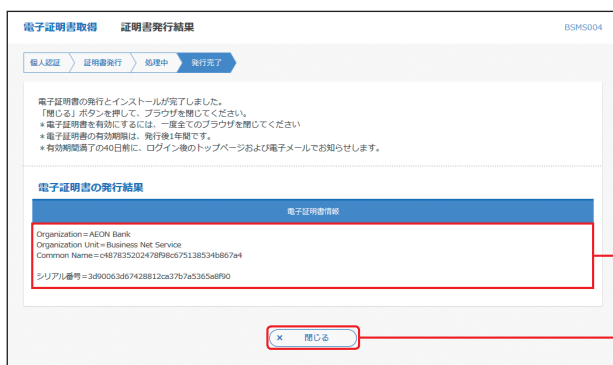 電子証明書取得 証明書発行結果 BSMS004
個人認証 証明書発行 処理中 発行完了
電子証明書の発行とインストールが完了しました。
「閉じる」ボタンを押して、ブラウザを閉じてください。
＊電子証明書を有効にするには、一度全てのブラウザを閉じてください
＊電子証明書の有効期限は、発行後1年間です。
＊有効期間満了の40日前に、ログイン後のトップページおよび電子メールでお知らせします。
電子証明書の発行結果
電子証明書情報
Organization=AEON Bank
Organization Unit=Business Net Service
Common Name=c487835202478f98c675138534b867a4
シリアル番号=3d90063d67428812ca37b7a5365a8f90
× 閉じる